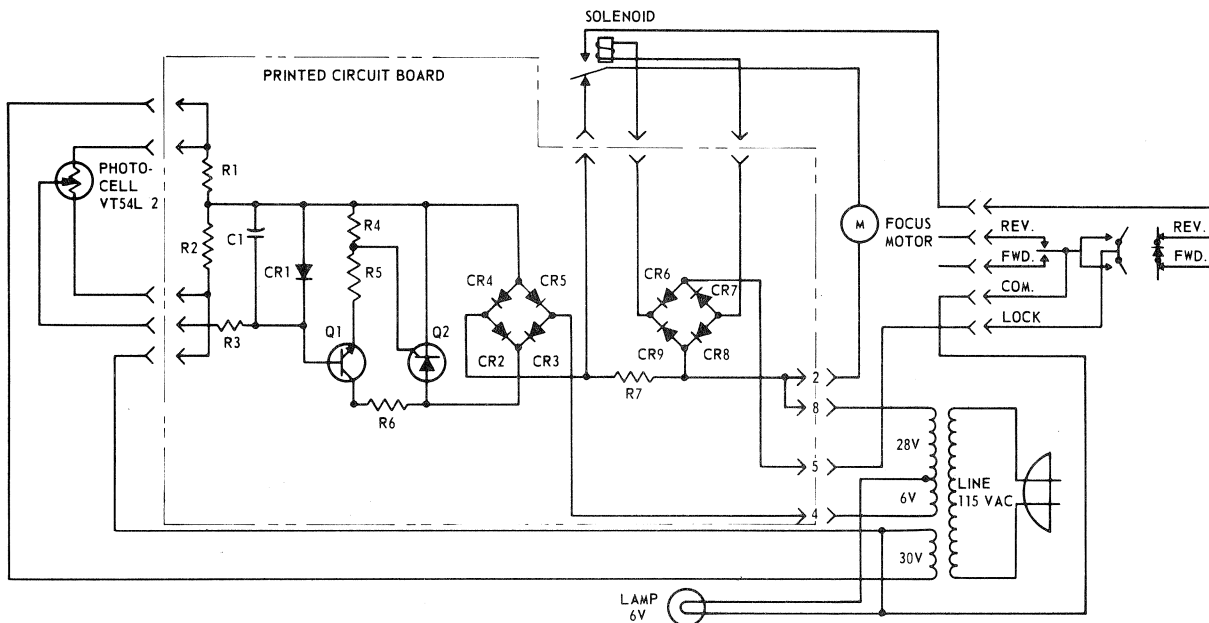 SOLENOID
PRINTED CIRCUIT BOARD
PHOTO-
CELL
VT54L 2
R1
R2
C1
CR1
R3
R4
R5
Q1
Q2
R6
CR4
CR5
CR2
CR3
R7
CR6
CR7
CR9
CR8
M
FOCUS
MOTOR
REV.
FWD.
COM.
LOCK
REV.
FWD.
2
8
5
4
28V
6V
30V
LINE
115 VAC
LAMP
6V